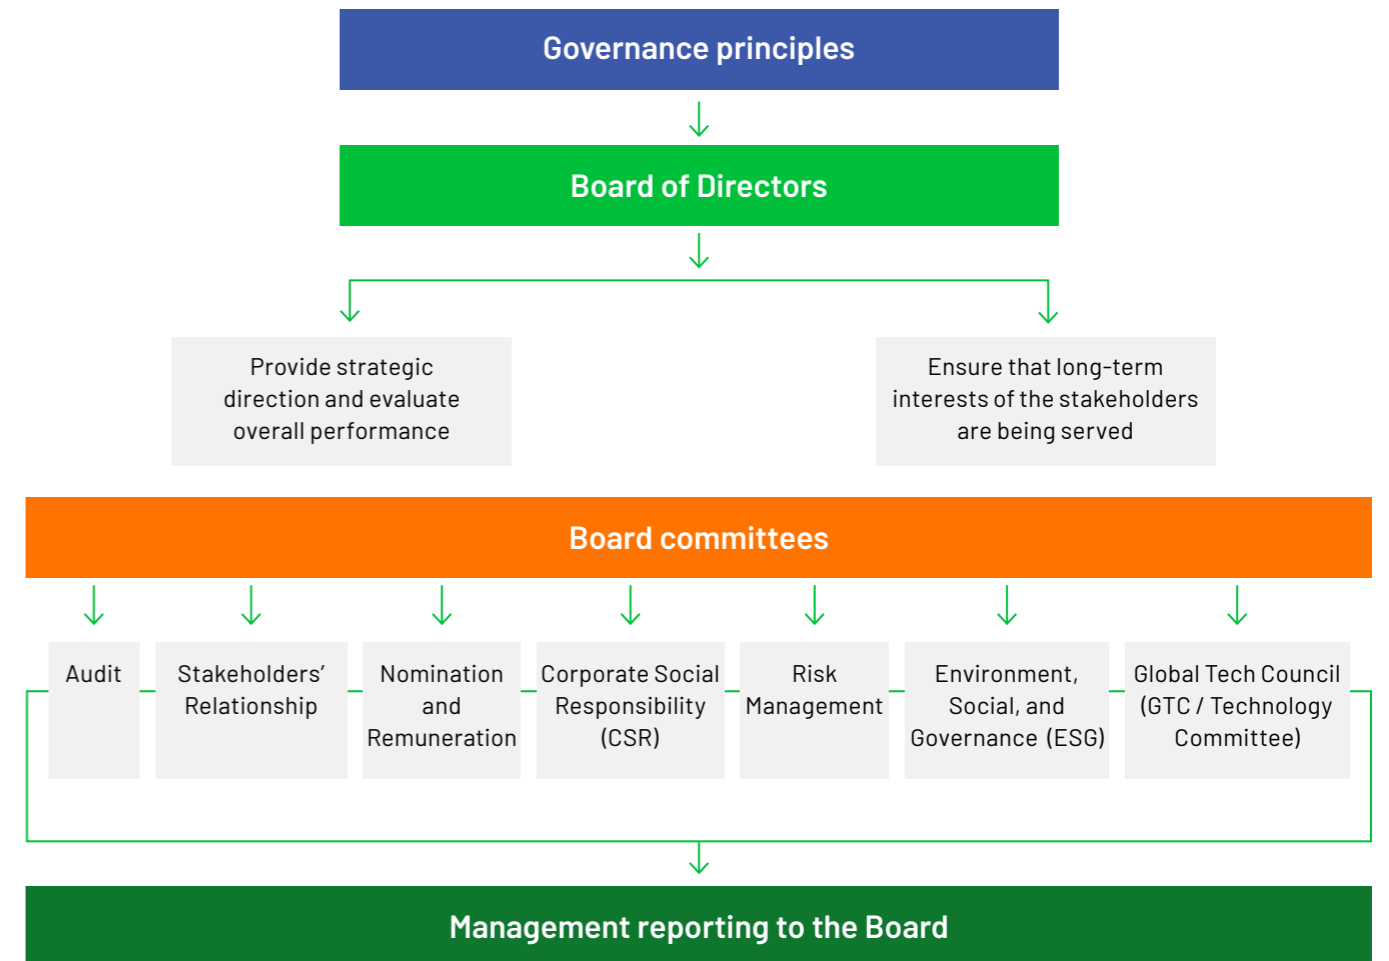 Governance principles
Board of Directors
Provide strategic
direction and evaluate
overall performance
Ensure that long-term
interests of the stakeholders
are being served
Board committees
Audit
Stakeholders’
Relationship
Nomination
and
Remuneration
Corporate Social
Responsibility
(CSR)
Risk
Management
Environment,
Social, and
Governance (ESG)
Global Tech Council
(GTC / Technology
Committee)
Management reporting to the Board